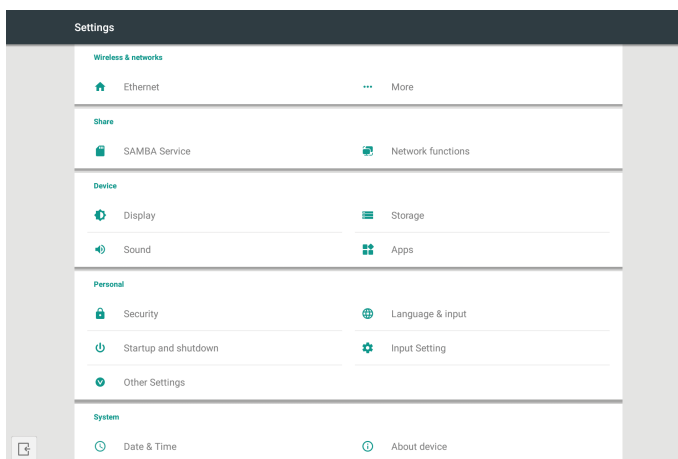 Settings
Wireless & networks
Ethernet
More
Share
SAMBA Service
Network functions
Device
Display
Storage
Sound
Apps
Personal
Security
Language & input
Startup and shutdown
Input Setting
Other Settings
System
Date & Time
About device